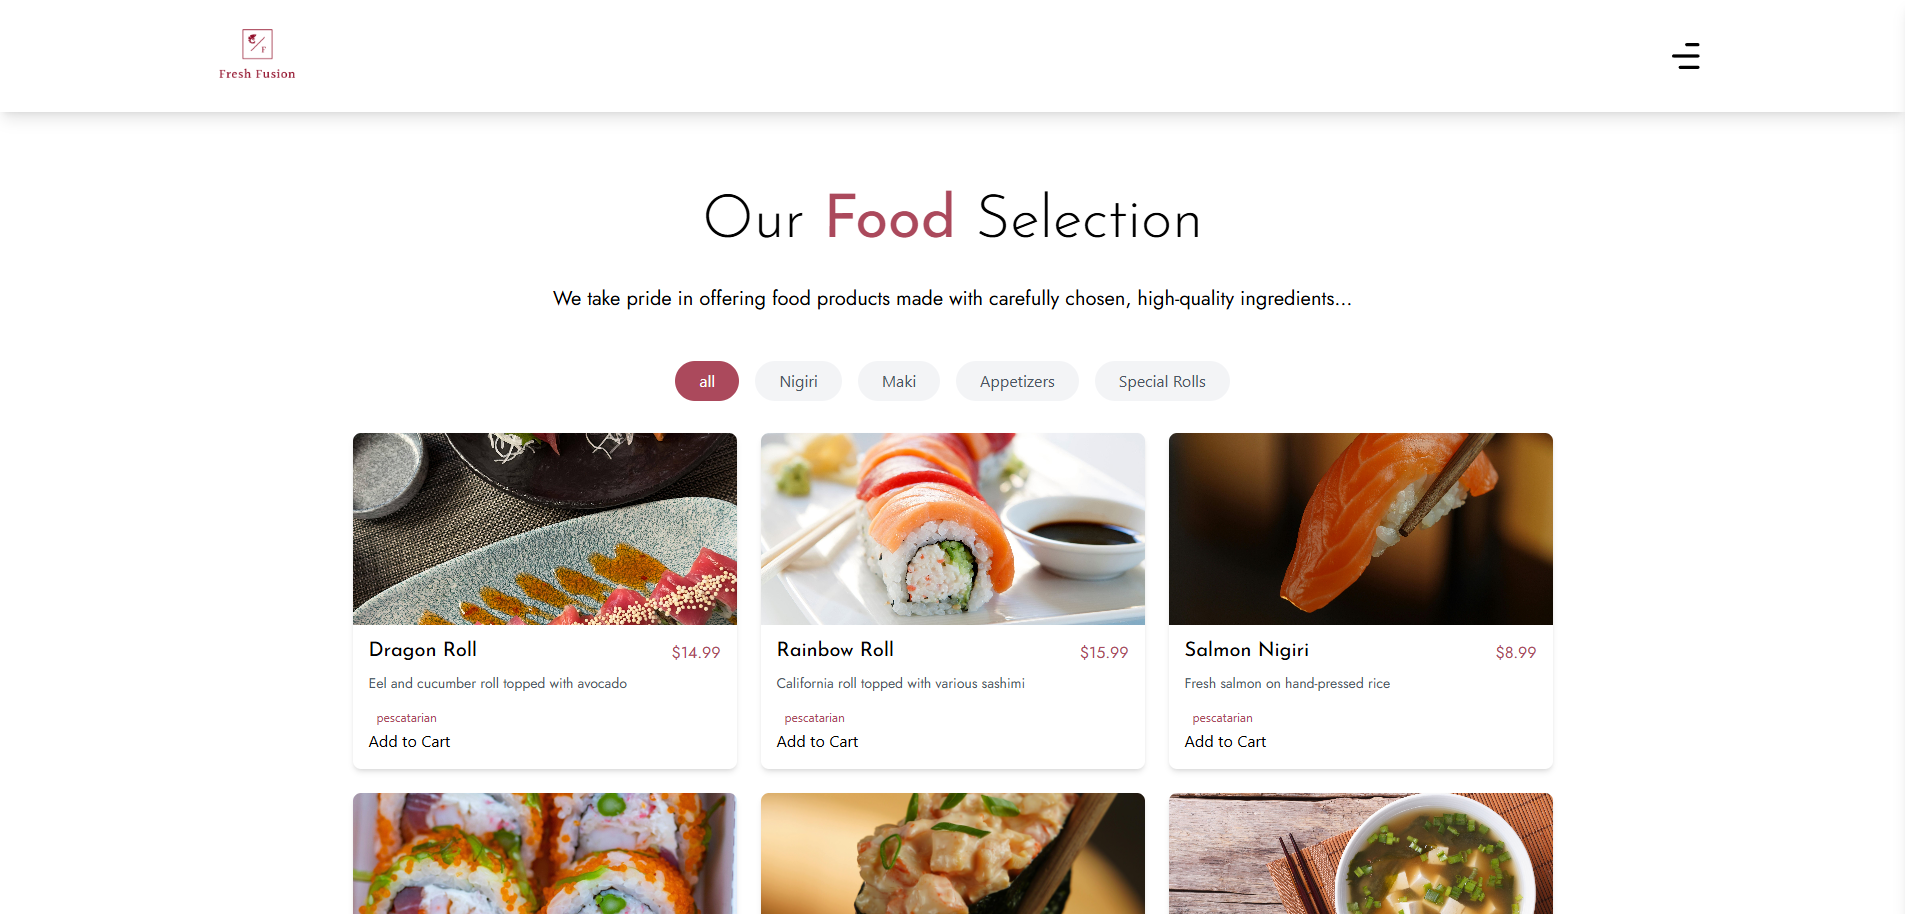 F
Fresh Fusion
Our Food Selection
We take pride in offering food products made with carefully chosen, high-quality ingredients...
all Nigiri Maki Appetizers Special Rolls
Dragon Roll $14.99
Eel and cucumber roll topped with avocado
pescatarian
Add to Cart
Rainbow Roll $15.99
California roll topped with various sashimi
pescatarian
Add to Cart
Salmon Nigiri $8.99
Fresh salmon on hand-pressed rice
pescatarian
Add to Cart